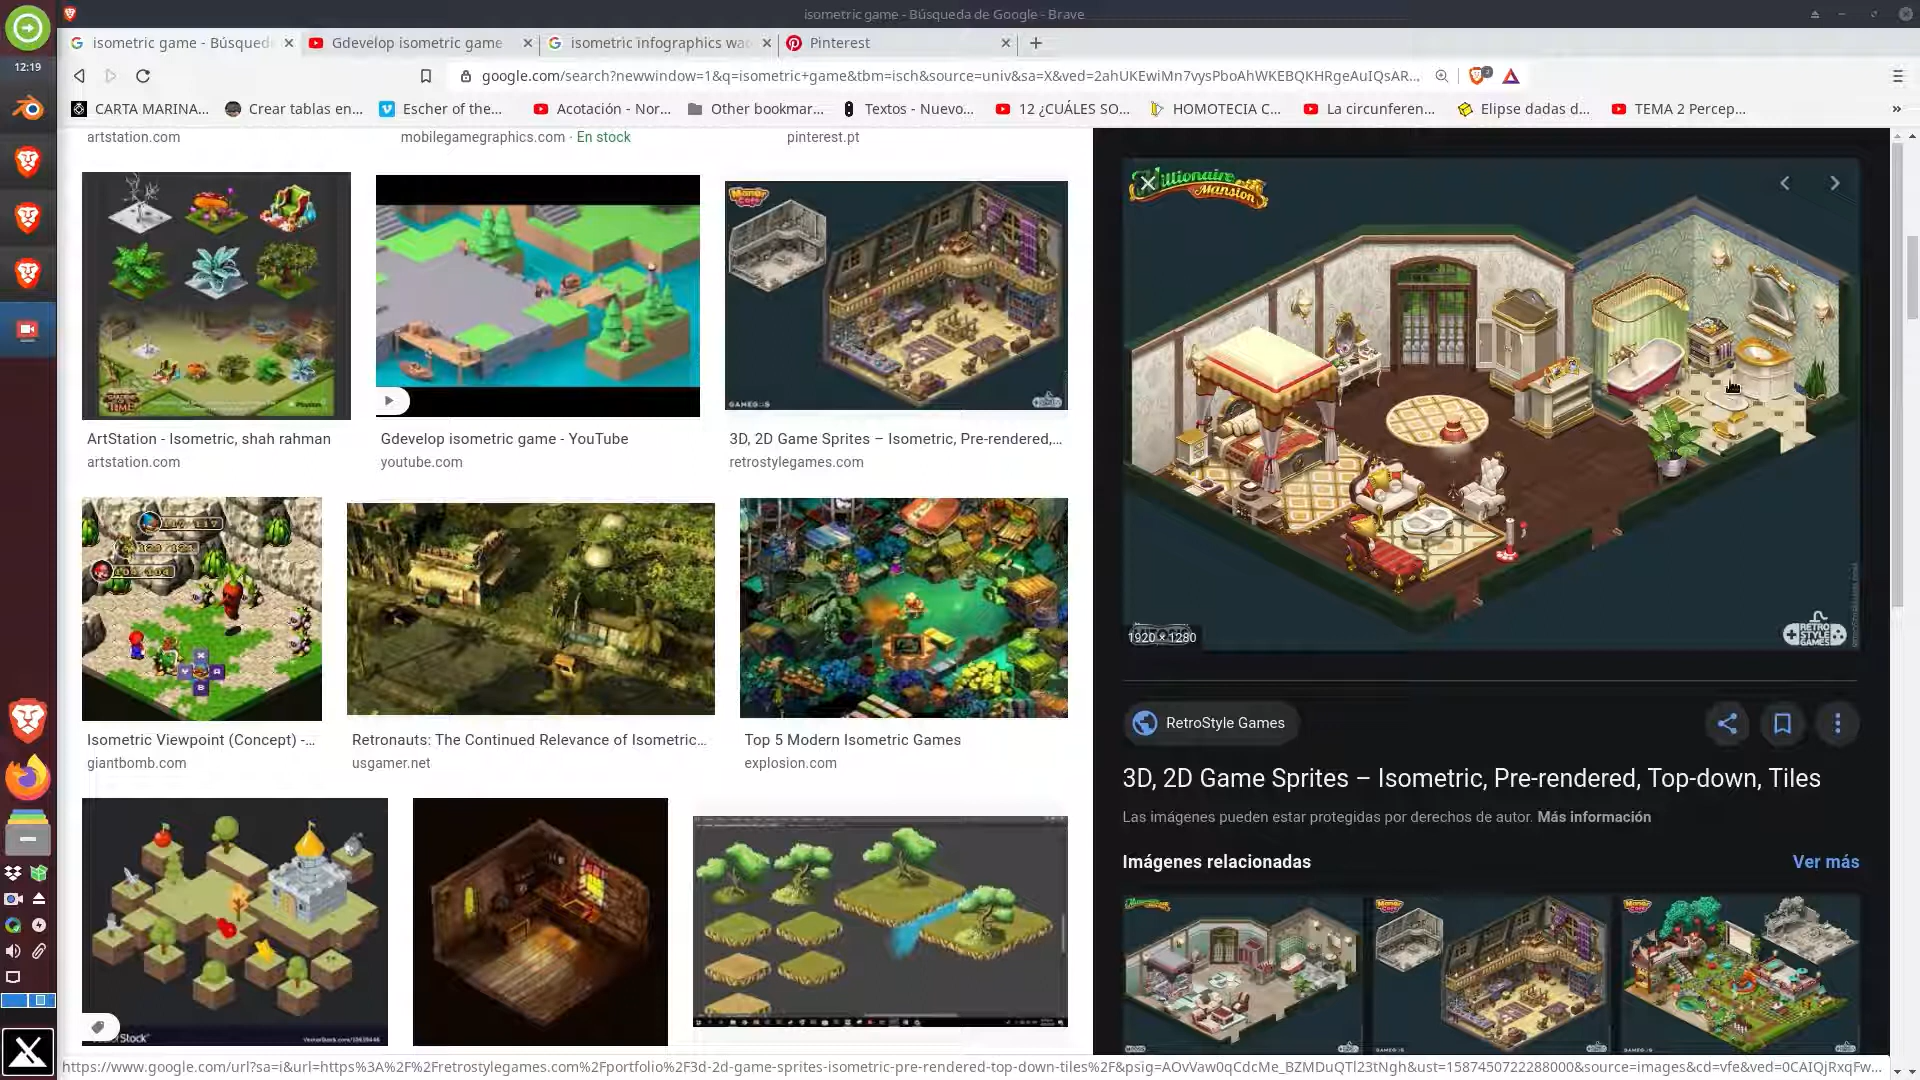 isometric game - Búsqueda de Google - Brave
12:19
isometric game - Búsqued
Gdevelop isometric game
isometric infographics wa
Pinterest
google.com/search?newwindow=1&q=isometric+game&tbm=isch&source=univ&sa=X&ved=2ahUKEwiMn7vysPboAhWKEBQKHRgeAuIQsAR...
CARTA MARINA...
Crear tablas en...
Escher of the...
Acotación - Nor...
Other bookmar...
Textos - Nuevo...
12 ¿CUÁLES SO...
HOMOTECIA C...
La circunferen...
Elipse dadas d...
TEMA 2 Percep...
artstation.com
mobilegamegraphics.com · En stock
pinterest.pt
Manor Cafe
Millionaire Mansion
TIME
GAMEGOS
ArtStation - Isometric, shah rahman
artstation.com
Gdevelop isometric game - YouTube
youtube.com
3D, 2D Game Sprites – Isometric, Pre-rendered,...
retrostylegames.com
1920 × 1280
RETRO STYLE GAMES
Isometric Viewpoint (Concept) -...
giantbomb.com
Retronauts: The Continued Relevance of Isometric...
usgamer.net
Top 5 Modern Isometric Games
explosion.com
RetroStyle Games
3D, 2D Game Sprites – Isometric, Pre-rendered, Top-down, Tiles
Las imágenes pueden estar protegidas por derechos de autor. Más información
Imágenes relacionadas
Ver más
VectorStock
https://www.google.com/url?sa=i&url=https%3A%2F%2Fretrostylegames.com%2Fportfolio%2F3d-2d-game-sprites-isometric-pre-rendered-top-down-tiles%2F&psig=AOvVaw0qCdcMe_BZMDuQTl23tNgh&ust=1587450722288000&source=images&cd=vfe&ved=0CAIQjRxqFw...